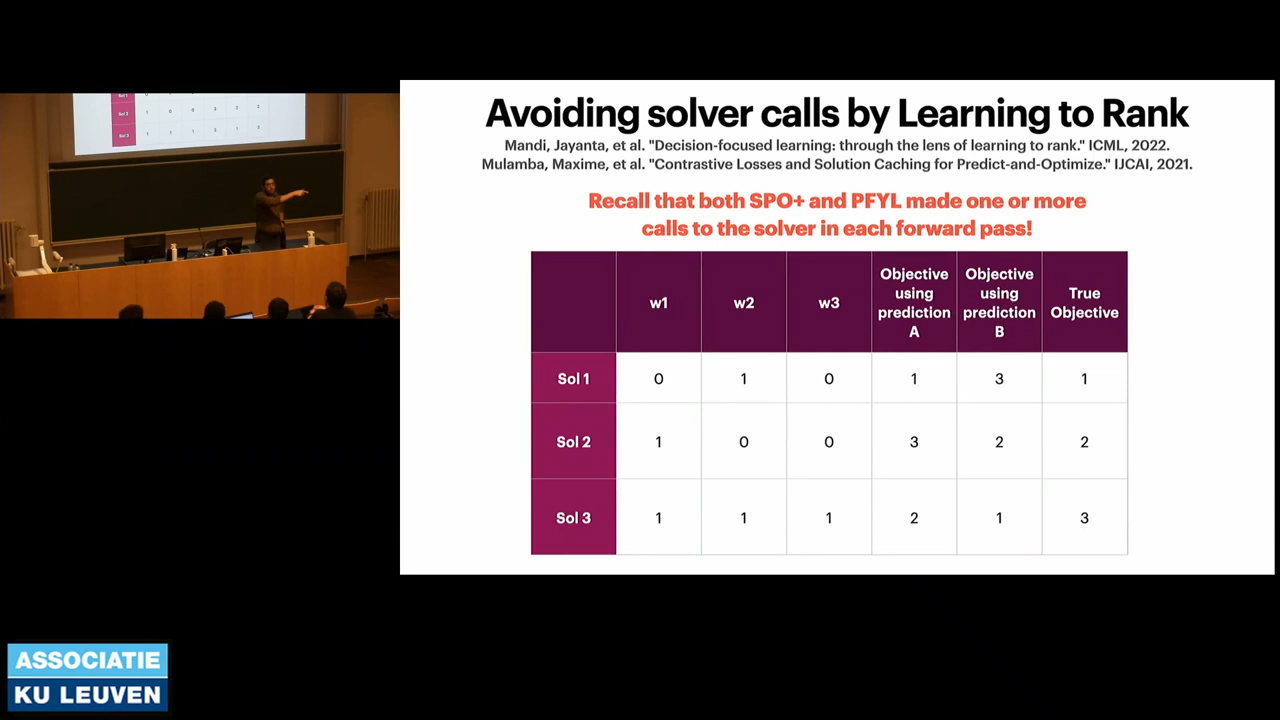 Avoiding solver calls by Learning to Rank
Mandi, Jayanta, et al. "Decision-focused learning: through the lens of learning to rank." ICML, 2022.
Mulamba, Maxime, et al. "Contrastive Losses and Solution Caching for Predict-and-Optimize." IJCAI, 2021.
Recall that both SPO+ and PFYL made one or more
calls to the solver in each forward pass!
w1 w2 w3 Objective using prediction A Objective using prediction B True Objective
Sol 1 0 1 0 1 3 1
Sol 2 1 0 0 3 2 2
Sol 3 1 1 1 2 1 3
ASSOCIATIE
KU LEUVEN